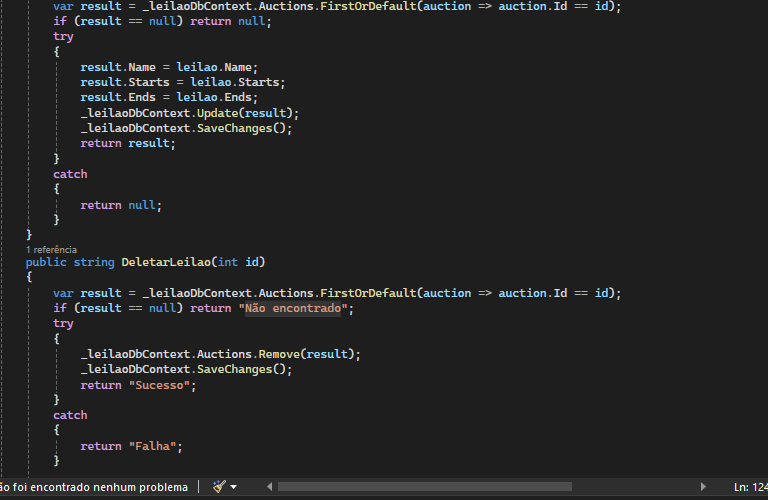 var result = _leilaoDbContext.Auctions.FirstOrDefault(auction => auction.Id == id);
if (result == null) return null;
try
{
result.Name = leilao.Name;
result.Starts = leilao.Starts;
result.Ends = leilao.Ends;
_leilaoDbContext.Update(result);
_leilaoDbContext.SaveChanges();
return result;
}
catch
{
return null;
}
}
1 referência
public string DeletarLeilao(int id)
{
var result = _leilaoDbContext.Auctions.FirstOrDefault(auction => auction.Id == id);
if (result == null) return "Não encontrado";
try
{
_leilaoDbContext.Auctions.Remove(result);
_leilaoDbContext.SaveChanges();
return "Sucesso";
}
catch
{
return "Falha";
}
ão foi encontrado nenhum problema Ln: 124